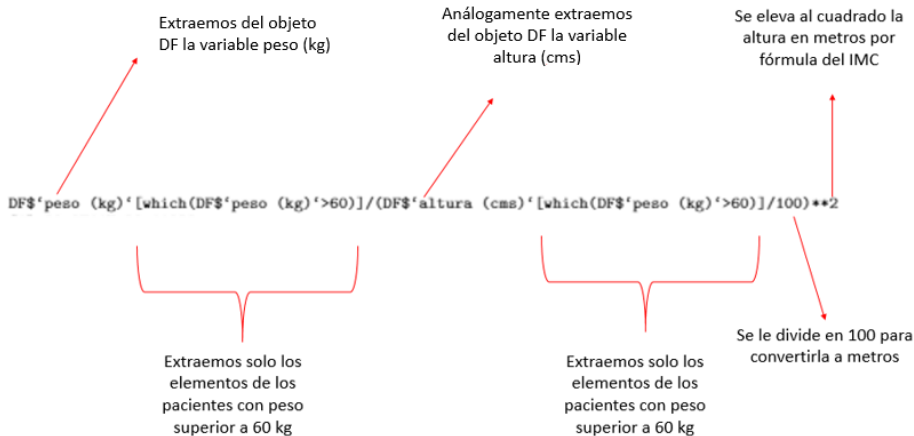 Extraemos del objeto
DF la variable peso (kg)
Análogamente extraemos
del objeto DF la variable
altura (cms)
Se eleva al cuadrado la
altura en metros por
fórmula del IMC
DF$‘peso (kg)‘[which(DF$‘peso (kg)‘>60)]/(DF$‘altura (cms)‘[which(DF$‘peso (kg)‘>60)]/100)**2
Extraemos solo los
elementos de los
pacientes con peso
superior a 60 kg
Extraemos solo los
elementos de los
pacientes con peso
superior a 60 kg
Se le divide en 100 para
convertirla a metros